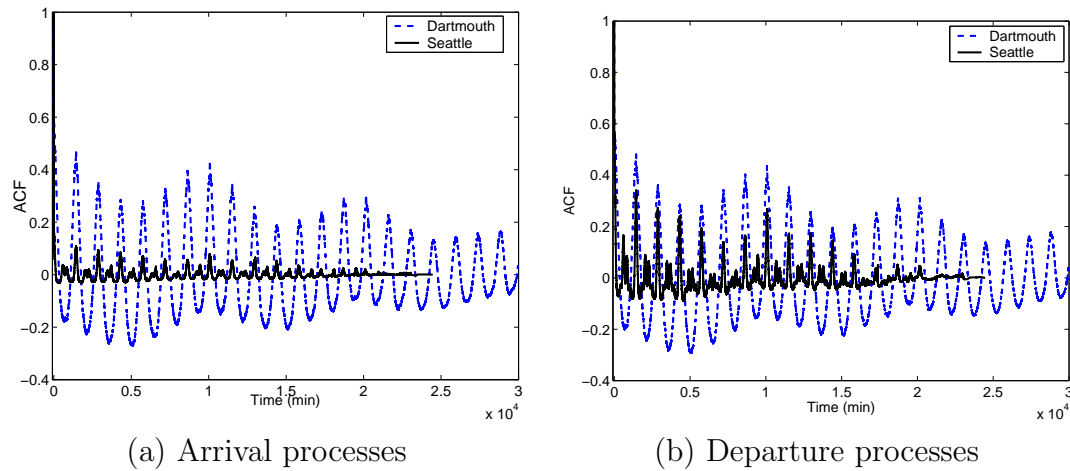 Dartmouth
Seattle
1
0.8
0.6
0.4
0.2
0
−0.2
−0.4
ACF
0 0.5 1 1.5 2 2.5 3
Time (min)
x 10^4
(a) Arrival processes
Dartmouth
Seattle
1
0.8
0.6
0.4
0.2
0
−0.2
−0.4
ACF
0 0.5 1 1.5 2 2.5 3
Time (min)
x 10^4
(b) Departure processes